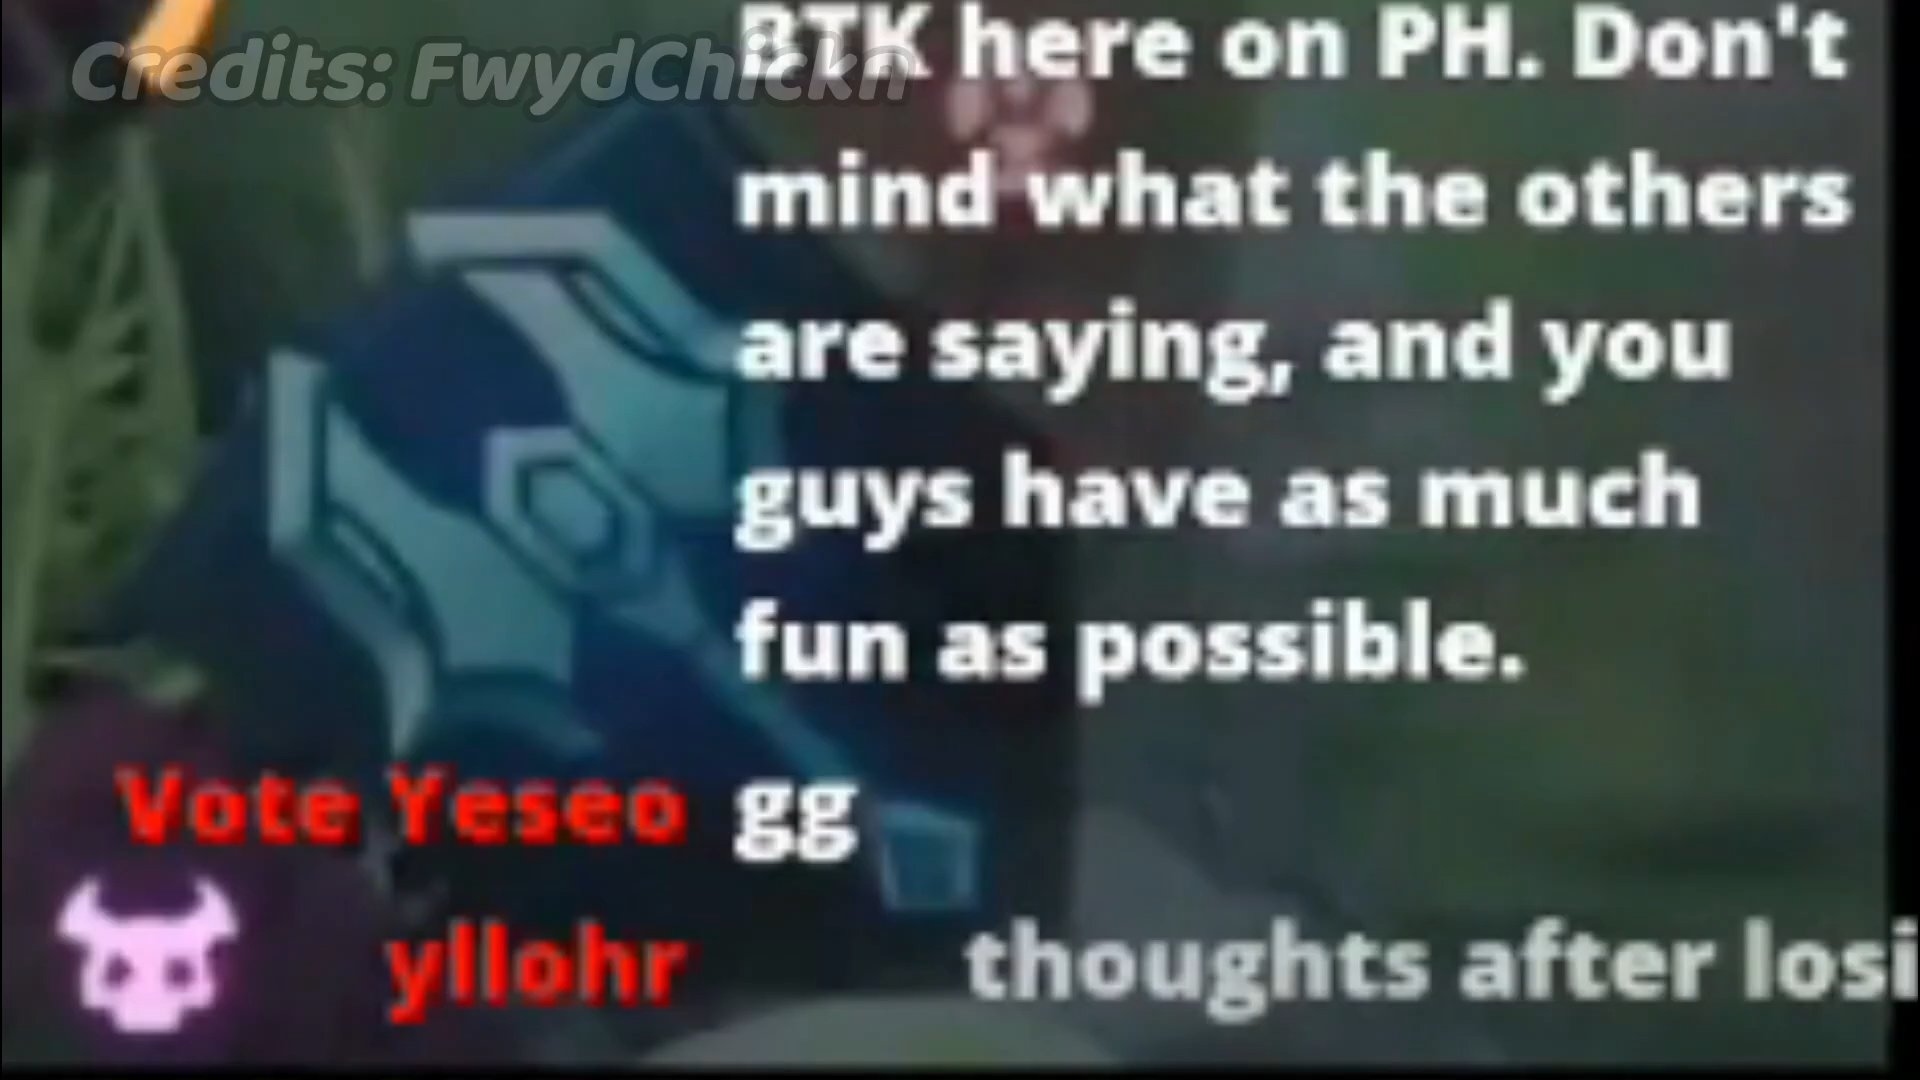 Credits: FwydChickn
BTK here on PH. Don't
mind what the others
are saying, and you
guys have as much
fun as possible.
Vote Yeseo gg
yllohr thoughts after losi